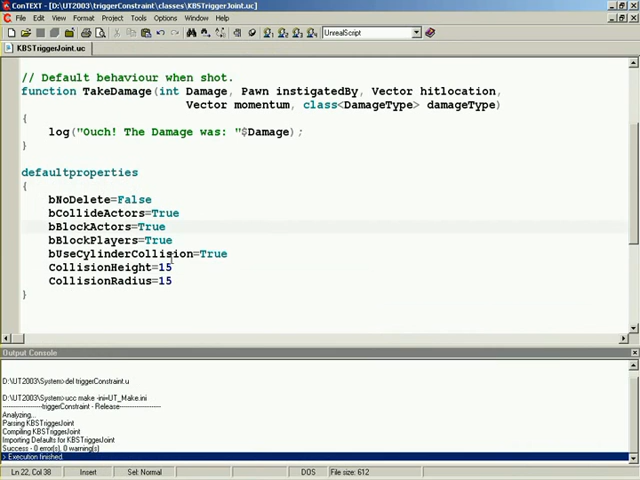 ConTEXT - [D:\UT2003\triggerConstraint\classes\KBSTriggerJoint.uc]
File Edit View Format Project Tools Options Window Help
UnrealScript
KBSTriggerJoint.uc
// Default behaviour when shot.
function TakeDamage(int Damage, Pawn instigatedBy, Vector hitlocation,
Vector momentum, class<DamageType> damageType)
{
log("Ouch! The Damage was: "$Damage);
}
defaultproperties
{
bNoDelete=False
bCollideActors=True
bBlockActors=True
bBlockPlayers=True
bUseCylinderCollision=True
CollisionHeight=15
CollisionRadius=15
}
Output Console
D:\UT2003\System>del triggerConstraint.u
D:\UT2003\System>ucc make -ini=UT_Make.ini
--------------------triggerConstraint - Release--------------------
Analyzing...
Parsing KBSTriggerJoint
Compiling KBSTriggerJoint
Importing Defaults for KBSTriggerJoint
Success - 0 error(s), 0 warning(s)
> Execution finished.
Ln 22, Col 38 Insert Sel: Normal DOS File size: 612